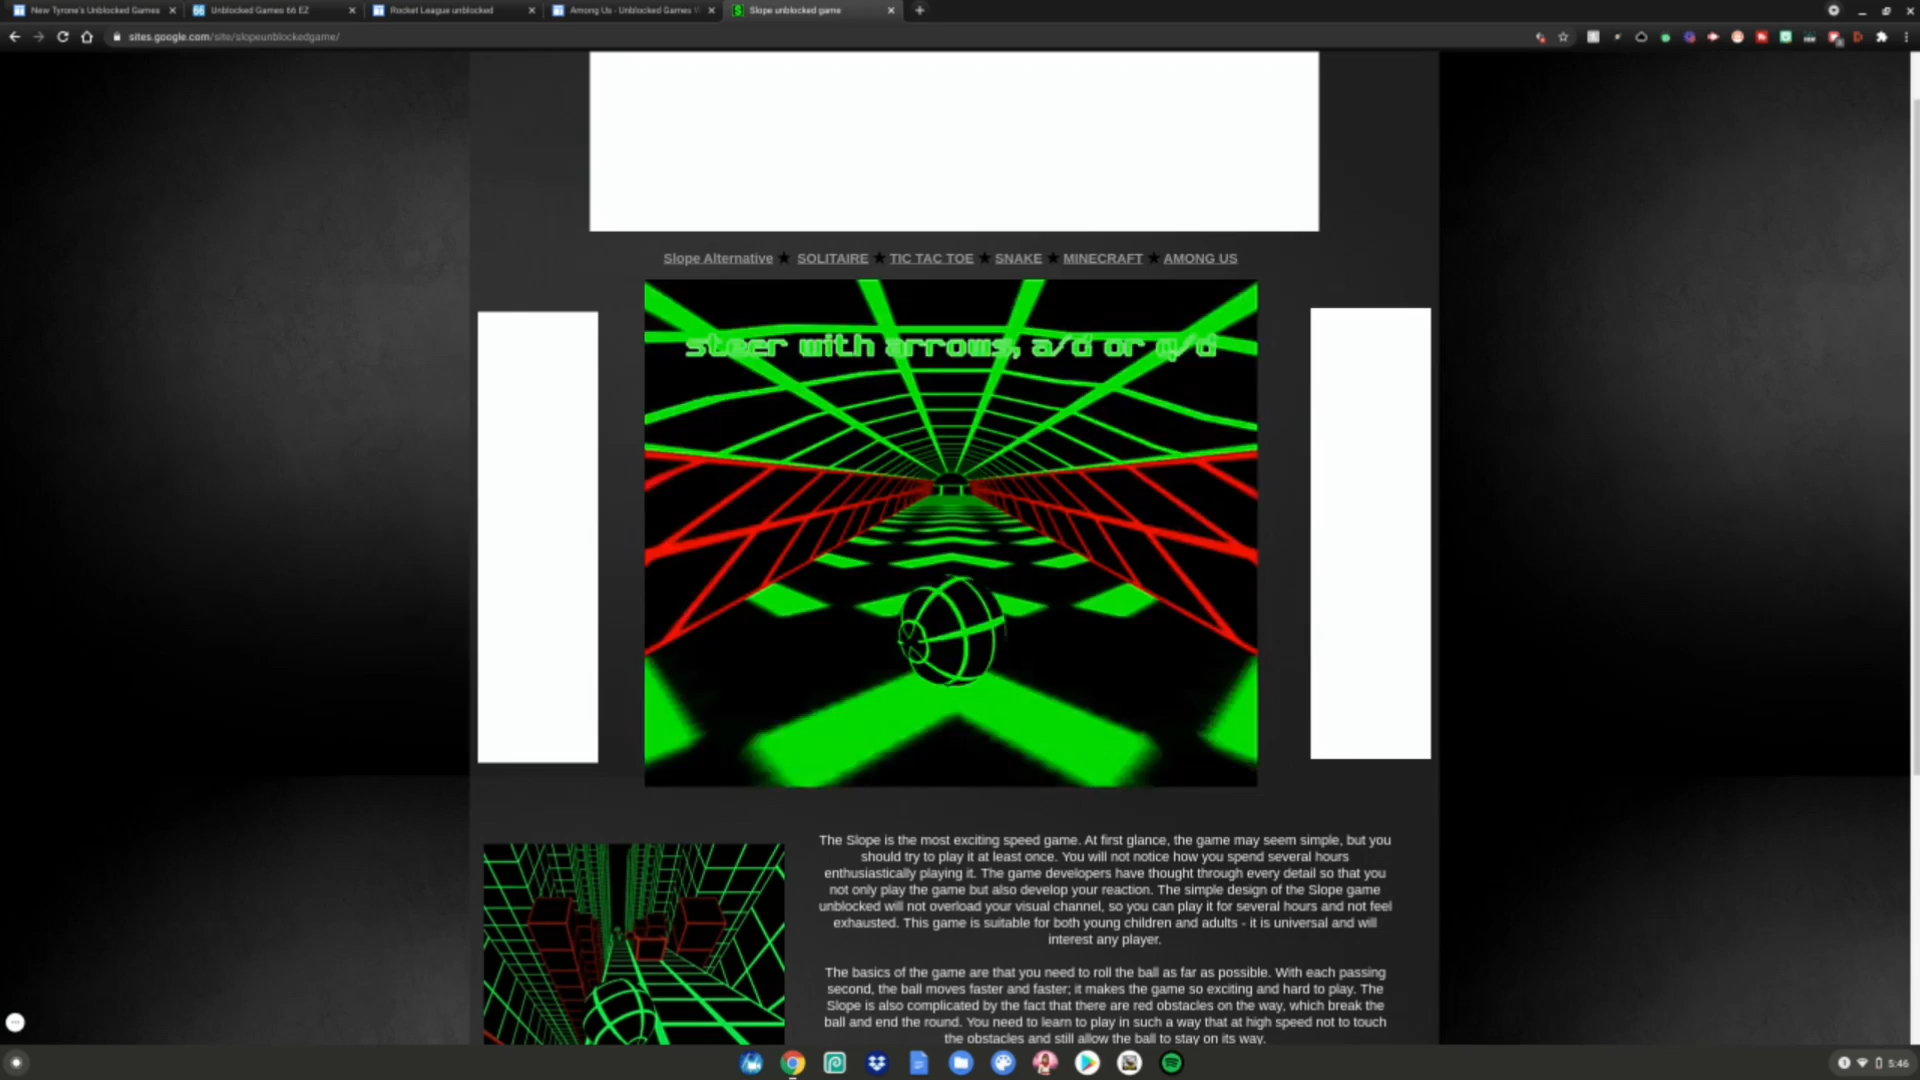 New Tyrone's Unblocked Games
Unblocked Games 66 EZ
Rocket League unblocked
Among Us - Unblocked Games
Slope unblocked game
sites.google.com/site/slopeunblockedgame/
Slope Alternative ★ SOLITAIRE ★ TIC TAC TOE ★ SNAKE ★ MINECRAFT ★ AMONG US
steer with arrows, a/d or q/d
The Slope is the most exciting speed game. At first glance, the game may seem simple, but you
should try to play it at least once. You will not notice how you spend several hours
enthusiastically playing it. The game developers have thought through every detail so that you
not only play the game but also develop your reaction. The simple design of the Slope game
unblocked will not overload your visual channel, so you can play it for several hours and not feel
exhausted. This game is suitable for both young children and adults - it is universal and will
interest any player.
The basics of the game are that you need to roll the ball as far as possible. With each passing
second, the ball moves faster and faster; it makes the game so exciting and hard to play. The
Slope is also complicated by the fact that there are red obstacles on the way, which break the
ball and end the round. You need to learn to play in such a way that at high speed not to touch
the obstacles and still allow the ball to stay on its way.
5:46